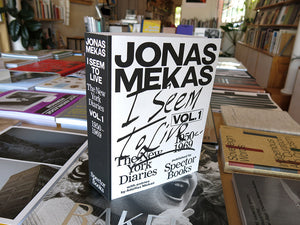 JONAS
MEKAS
I SEEM
TO LIVE
The New
York
Diaries
VOL.1
1950–
1969
Spector
Books
JONAS
MEKAS
I Seem
VOL.1
To Live
1950–
1969
The New
York
Diaries
Spector
Books